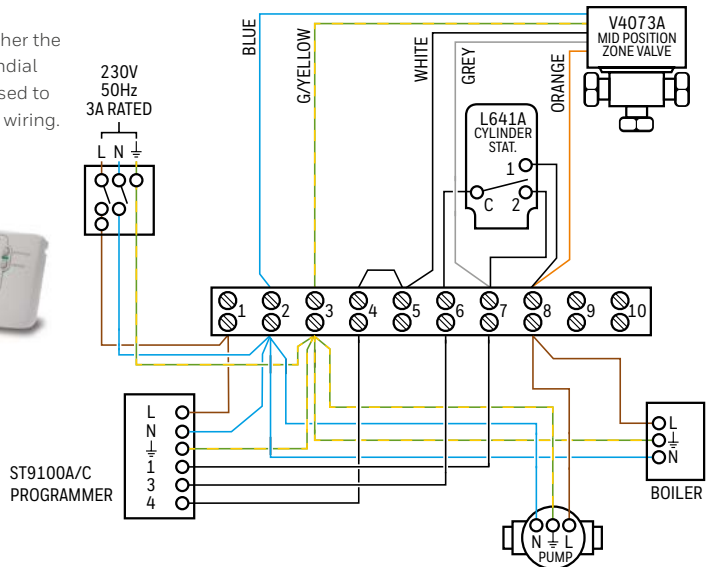 her the
ndial
sed to
wiring.
230V
50Hz
3A RATED
L N ⏚
BLUE
G/YELLOW
WHITE
GREY
ORANGE
V4073A
MID POSITION
ZONE VALVE
L641A
CYLINDER
STAT.
1
C 2
1 2 3 4 5 6 7 8 9 10
L
N
⏚
1
3
4
ST9100A/C
PROGRAMMER
L
⏚
N
BOILER
N ⏚ L
PUMP